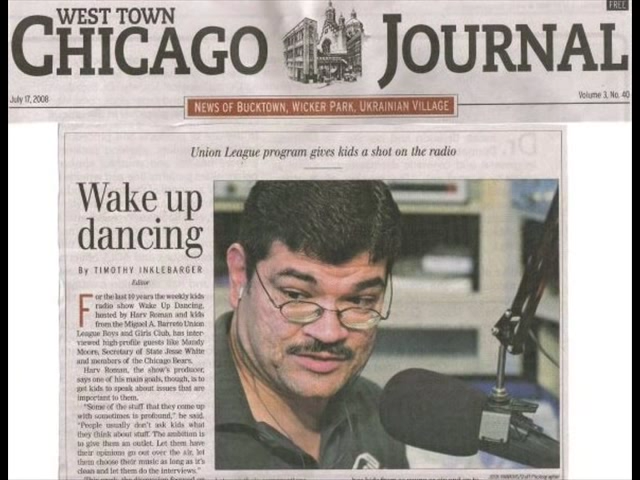 FREE
WEST TOWN
CHICAGO JOURNAL
July 17, 2008
Volume 3, No. 40
NEWS OF BUCKTOWN, WICKER PARK, UKRAINIAN VILLAGE
Union League program gives kids a shot on the radio
Wake up
dancing
By TIMOTHY INKLEBARGER
Editor
For the last 10 years the weekly kids
radio show Wake Up Dancing,
hosted by Harv Roman and kids
from the Miguel A. Barreto Union
League Boys and Girls Club, has inter-
viewed high-profile guests like Mandy
Moore, Secretary of State Jesse White
and members of the Chicago Bears.
Harv Roman, the show's producer,
says one of his main goals, though, is to
get kids to speak about issues that are
important to them.
"Some of the stuff that they come up
with sometimes is profound," he said.
"People usually don't ask kids what
they think about stuff. The ambition is
to give them an outlet. Let them have
their opinions go out over the air, let
them choose their music as long as it's
clean and let them do the interviews."